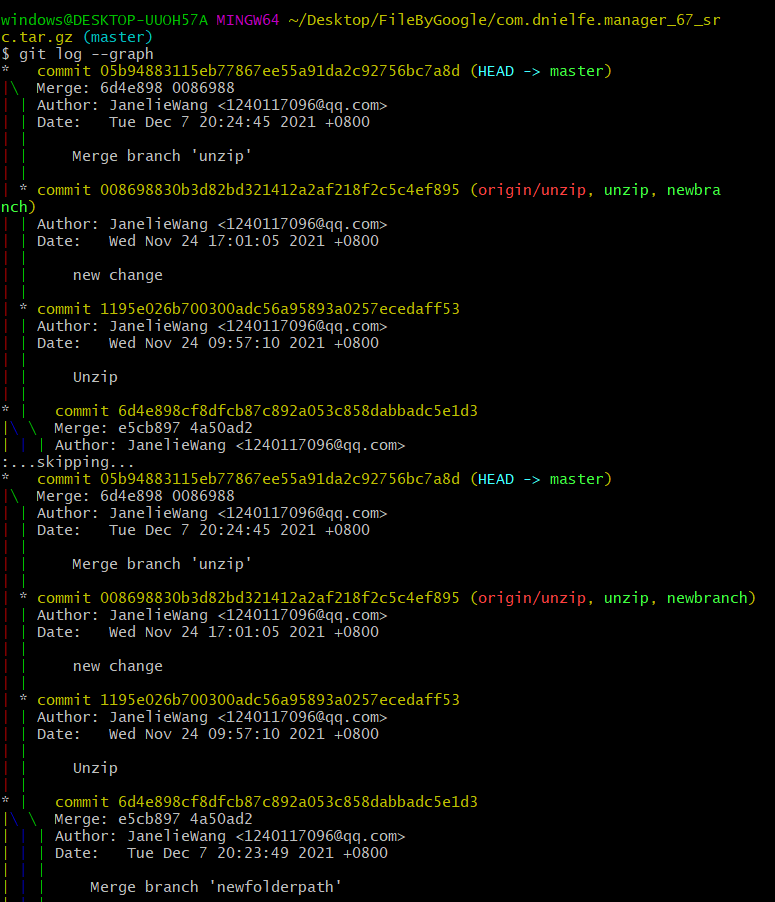 windows@DESKTOP-UUOH57A MINGW64 ~/Desktop/FileByGoogle/com.dnielfe.manager_67_sr
c.tar.gz (master)
$ git log --graph
*   commit 05b94883115eb77867ee55a91da2c92756bc7a8d (HEAD -> master)
|\  Merge: 6d4e898 0086988
| | Author: JanelieWang <1240117096@qq.com>
| | Date:   Tue Dec 7 20:24:45 2021 +0800
| |
| |     Merge branch 'unzip'
| |
| * commit 008698830b3d82bd321412a2af218f2c5c4ef895 (origin/unzip, unzip, newbra
nch)
| | Author: JanelieWang <1240117096@qq.com>
| | Date:   Wed Nov 24 17:01:05 2021 +0800
| |
| |     new change
| |
| * commit 1195e026b700300adc56a95893a0257ecedaff53
| | Author: JanelieWang <1240117096@qq.com>
| | Date:   Wed Nov 24 09:57:10 2021 +0800
| |
| |     Unzip
| |
* |   commit 6d4e898cf8dfcb87c892a053c858dabbadc5e1d3
|\ \  Merge: e5cb897 4a50ad2
| | | Author: JanelieWang <1240117096@qq.com>
:...skipping...
*   commit 05b94883115eb77867ee55a91da2c92756bc7a8d (HEAD -> master)
|\  Merge: 6d4e898 0086988
| | Author: JanelieWang <1240117096@qq.com>
| | Date:   Tue Dec 7 20:24:45 2021 +0800
| |
| |     Merge branch 'unzip'
| |
| * commit 008698830b3d82bd321412a2af218f2c5c4ef895 (origin/unzip, unzip, newbranch)
| | Author: JanelieWang <1240117096@qq.com>
| | Date:   Wed Nov 24 17:01:05 2021 +0800
| |
| |     new change
| |
| * commit 1195e026b700300adc56a95893a0257ecedaff53
| | Author: JanelieWang <1240117096@qq.com>
| | Date:   Wed Nov 24 09:57:10 2021 +0800
| |
| |     Unzip
| |
* |   commit 6d4e898cf8dfcb87c892a053c858dabbadc5e1d3
|\ \  Merge: e5cb897 4a50ad2
| | | Author: JanelieWang <1240117096@qq.com>
| | | Date:   Tue Dec 7 20:23:49 2021 +0800
| | |
| | |     Merge branch 'newfolderpath'
| | |